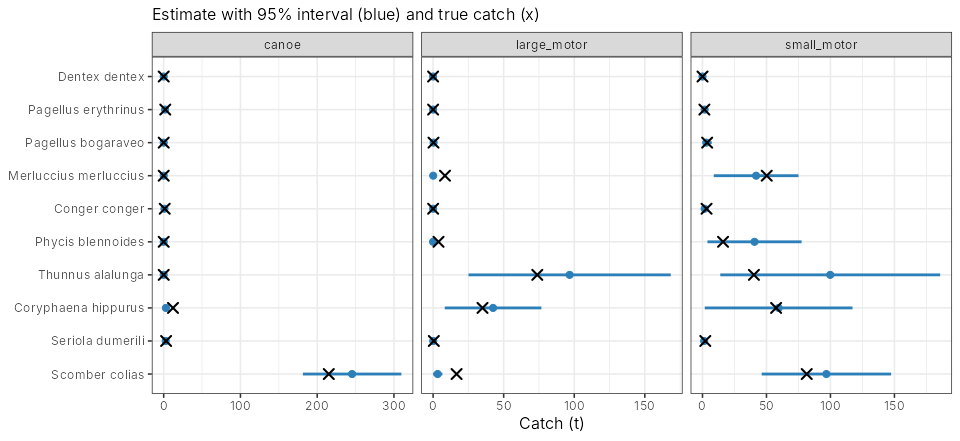 Estimate with 95% interval (blue) and true catch (x)
canoe large_motor small_motor
Dentex dentex
Pagellus erythrinus
Pagellus bogaraveo
Merluccius merluccius
Conger conger
Phycis blennoides
Thunnus alalunga
Coryphaena hippurus
Seriola dumerili
Scomber colias
0 100 200 300 0 50 100 150 0 50 100 150
Catch (t)